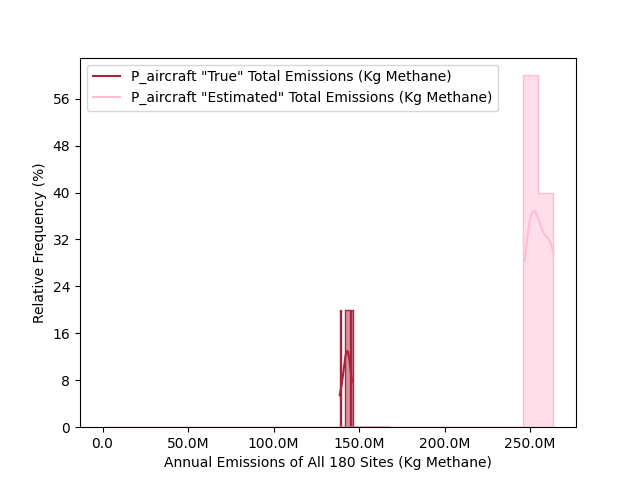 P_aircraft "True" Total Emissions (Kg Methane)
P_aircraft "Estimated" Total Emissions (Kg Methane)
56
48
40
32
24
16
8
0
Relative Frequency (%)
0.0 50.0M 100.0M 150.0M 200.0M 250.0M
Annual Emissions of All 180 Sites (Kg Methane)